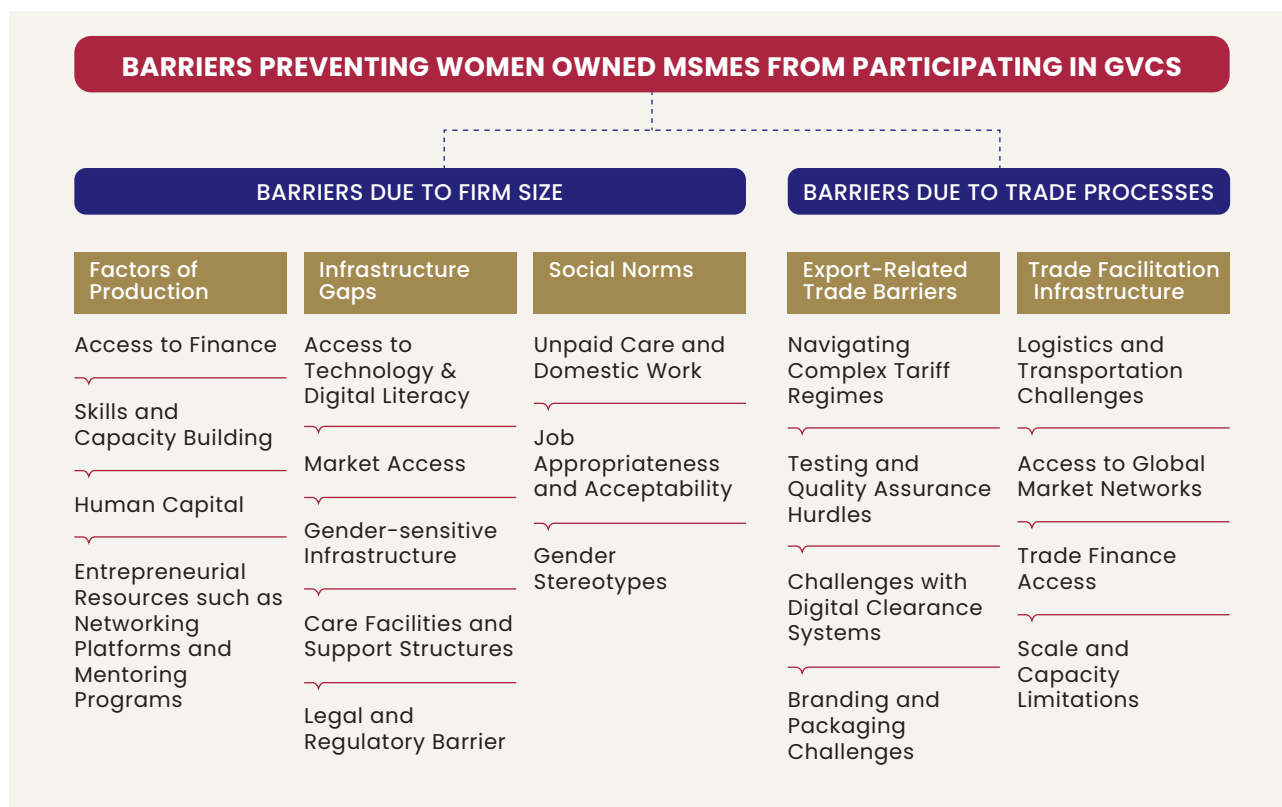 BARRIERS PREVENTING WOMEN OWNED MSMES FROM PARTICIPATING IN GVCS
BARRIERS DUE TO FIRM SIZE
Factors of
Production
Access to Finance
Skills and
Capacity Building
Human Capital
Entrepreneurial
Resources such as
Networking
Platforms and
Mentoring
Programs
Infrastructure
Gaps
Access to
Technology &
Digital Literacy
Market Access
Gender-sensitive
Infrastructure
Care Facilities and
Support Structures
Legal and
Regulatory Barrier
Social Norms
Unpaid Care and
Domestic Work
Job
Appropriateness
and Acceptability
Gender
Stereotypes
BARRIERS DUE TO TRADE PROCESSES
Export-Related
Trade Barriers
Navigating
Complex Tariff
Regimes
Testing and
Quality Assurance
Hurdles
Challenges with
Digital Clearance
Systems
Branding and
Packaging
Challenges
Trade Facilitation
Infrastructure
Logistics and
Transportation
Challenges
Access to Global
Market Networks
Trade Finance
Access
Scale and
Capacity
Limitations